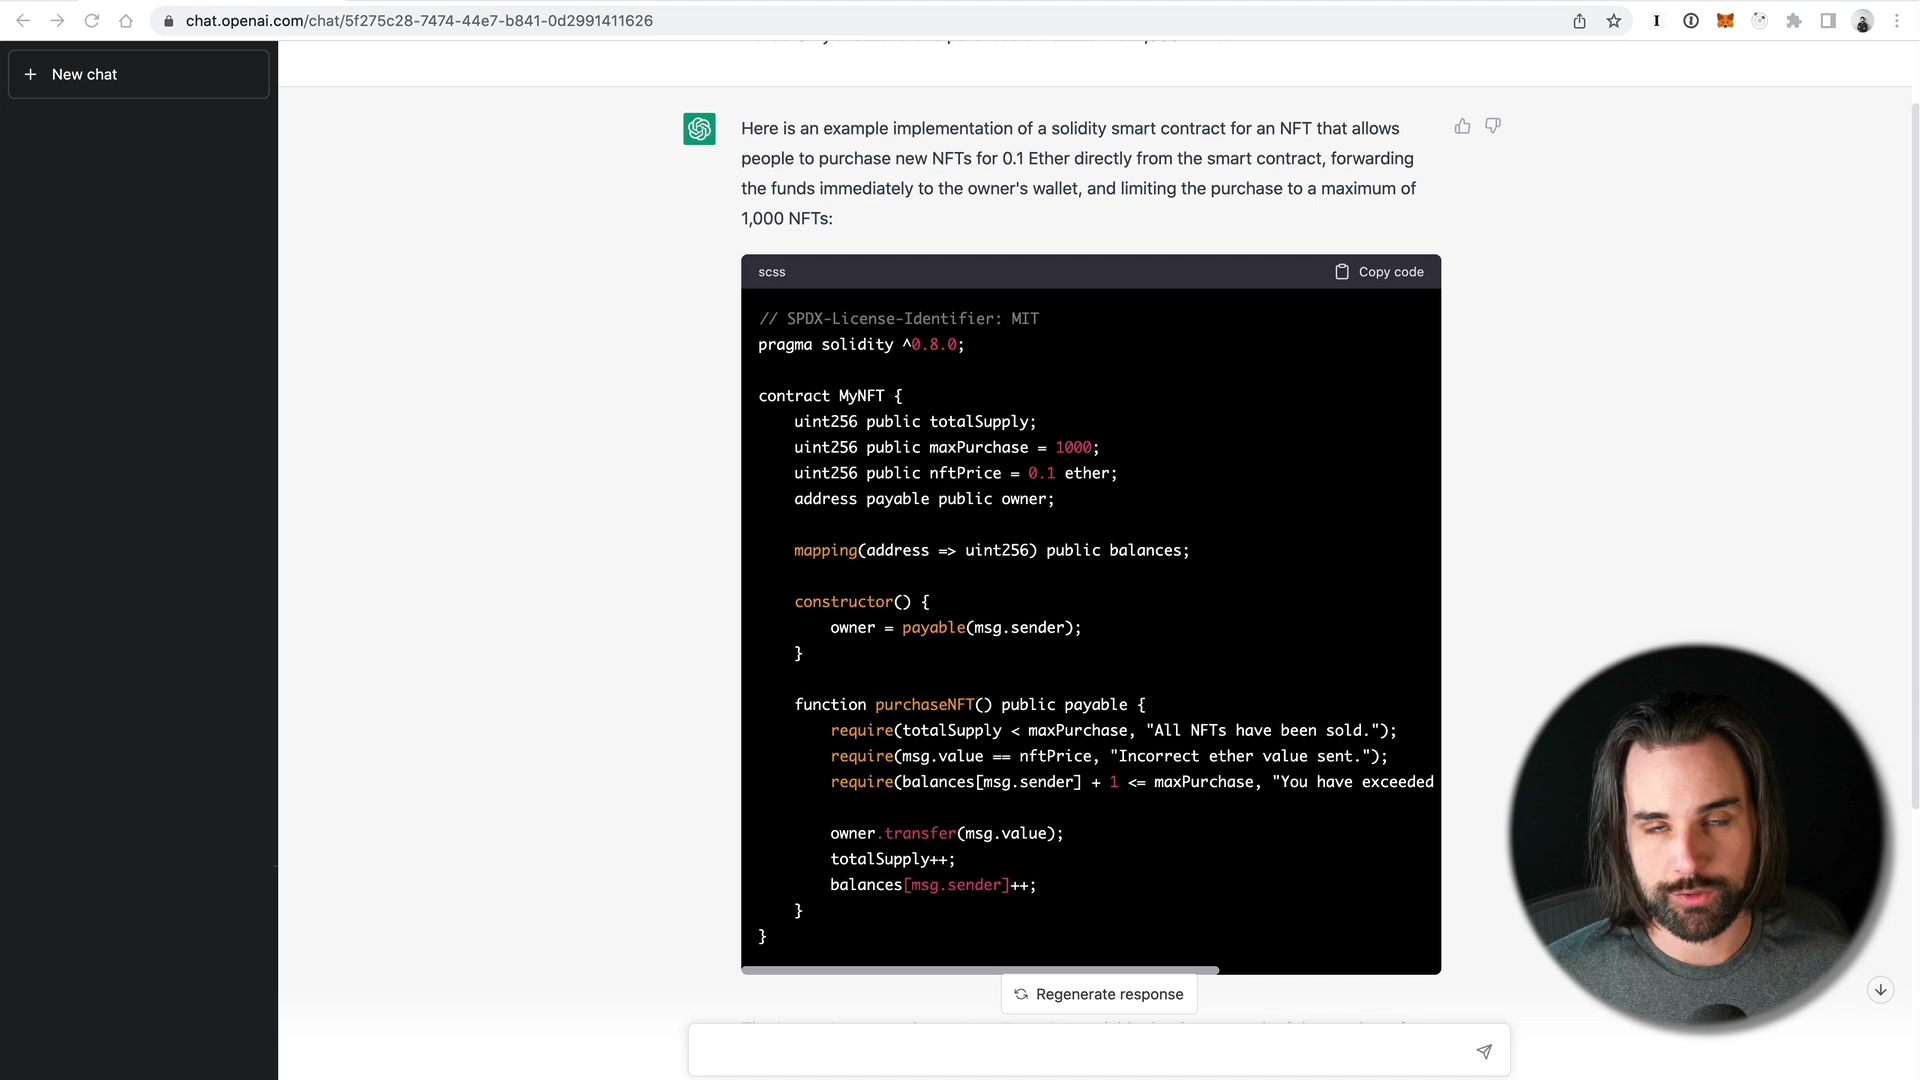 chat.openai.com/chat/5f275c28-7474-44e7-b841-0d2991411626
New chat
Here is an example implementation of a solidity smart contract for an NFT that allows
people to purchase new NFTs for 0.1 Ether directly from the smart contract, forwarding
the funds immediately to the owner's wallet, and limiting the purchase to a maximum of
1,000 NFTs:
scss
Copy code
// SPDX-License-Identifier: MIT
pragma solidity ^0.8.0;
contract MyNFT {
uint256 public totalSupply;
uint256 public maxPurchase = 1000;
uint256 public nftPrice = 0.1 ether;
address payable public owner;
mapping(address => uint256) public balances;
constructor() {
owner = payable(msg.sender);
}
function purchaseNFT() public payable {
require(totalSupply < maxPurchase, "All NFTs have been sold.");
require(msg.value == nftPrice, "Incorrect ether value sent.");
require(balances[msg.sender] + 1 <= maxPurchase, "You have exceeded
owner.transfer(msg.value);
totalSupply++;
balances[msg.sender]++;
}
}
Regenerate response